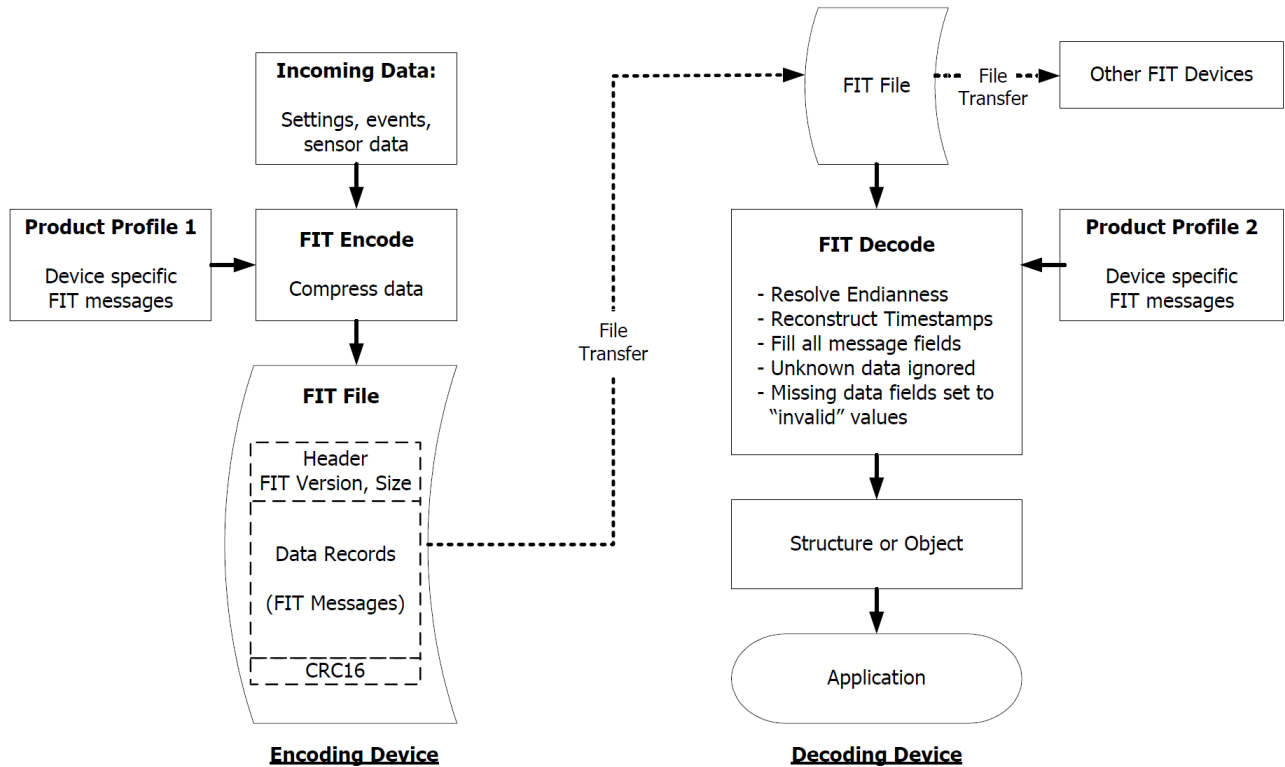 Incoming Data:
Settings, events,
sensor data
Product Profile 1
Device specific
FIT messages
FIT Encode
Compress data
FIT File
Header
FIT Version, Size
Data Records
(FIT Messages)
CRC16
Encoding Device
File
Transfer
FIT File
File
Transfer
Other FIT Devices
FIT Decode
- Resolve Endianness
- Reconstruct Timestamps
- Fill all message fields
- Unknown data ignored
- Missing data fields set to
“invalid” values
Product Profile 2
Device specific
FIT messages
Structure or Object
Application
Decoding Device